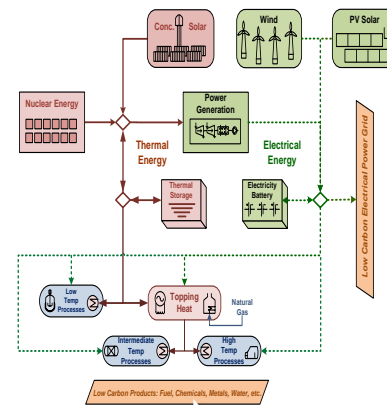 Conc. Solar
Wind
PV Solar
Nuclear Energy
Power
Generation
Thermal
Energy
Electrical
Energy
Thermal
Storage
Electricity
Battery
Low Carbon Electrical Power Grid
Low
Temp
Processes
Topping
Heat
Natural
Gas
Intermediate
Temp
Processes
High
Temp
Processes
Low Carbon Products: Fuel, Chemicals, Metals, Water, etc.